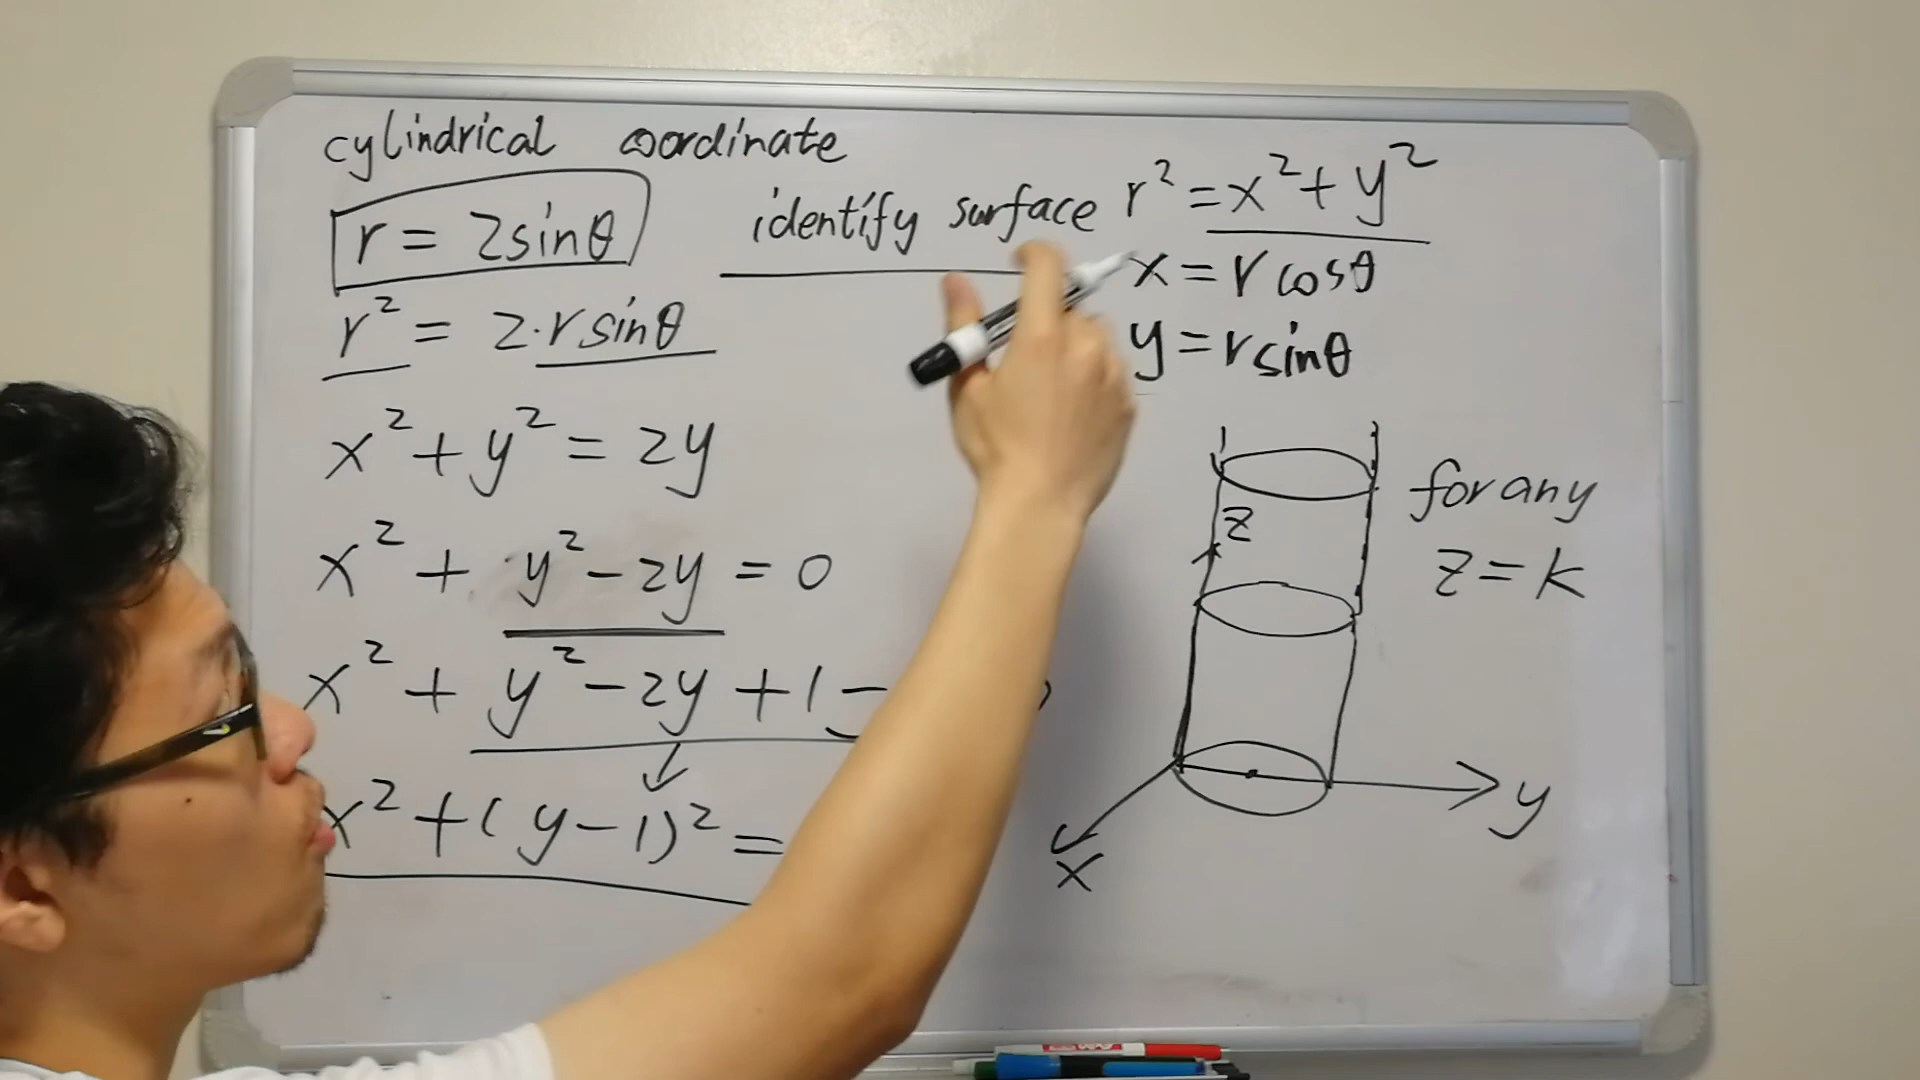 cylindrical coordinate
r = 2sinθ
identify surface
r² = x² + y²
x = r cosθ
y = r sinθ
r² = 2·r sinθ
x² + y² = 2y
x² + y² - 2y = 0
x² + y² - 2y + 1 -
x² + (y - 1)² =
for any
z = k
z
y
x